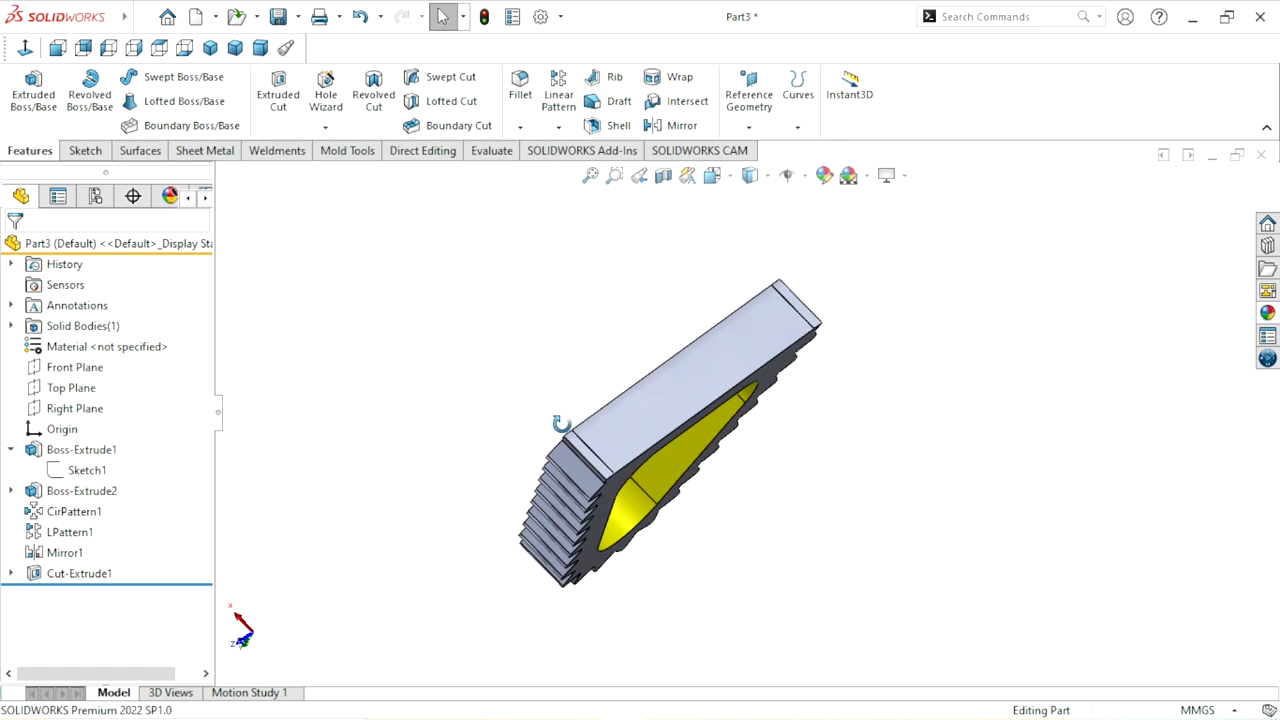 SOLIDWORKS
Part3 *
Search Commands
Extruded Boss/Base
Revolved Boss/Base
Swept Boss/Base
Lofted Boss/Base
Boundary Boss/Base
Extruded Cut
Hole Wizard
Revolved Cut
Swept Cut
Lofted Cut
Boundary Cut
Fillet
Linear Pattern
Rib
Draft
Shell
Wrap
Intersect
Mirror
Reference Geometry
Curves
Instant3D
Features Sketch Surfaces Sheet Metal Weldments Mold Tools Direct Editing Evaluate SOLIDWORKS Add-Ins SOLIDWORKS CAM
Part3 (Default) <<Default>_Display Sta
History
Sensors
Annotations
Solid Bodies(1)
Material <not specified>
Front Plane
Top Plane
Right Plane
Origin
Boss-Extrude1
Sketch1
Boss-Extrude2
CirPattern1
LPattern1
Mirror1
Cut-Extrude1
X
Z
Model 3D Views Motion Study 1
SOLIDWORKS Premium 2022 SP1.0 Editing Part MMGS